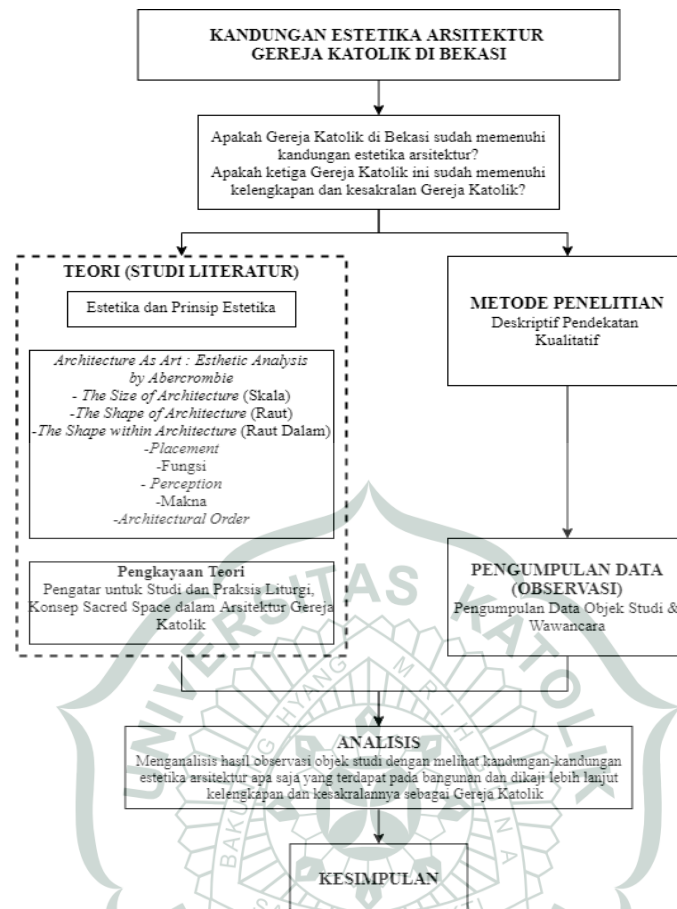 KANDUNGAN ESTETIKA ARSITEKTUR
GEREJA KATOLIK DI BEKASI
Apakah Gereja Katolik di Bekasi sudah memenuhi
kandungan estetika arsitektur?
Apakah ketiga Gereja Katolik ini sudah memenuhi
kelengkapan dan kesakralan Gereja Katolik?
TEORI (STUDI LITERATUR)
Estetika dan Prinsip Estetika
Architecture As Art : Esthetic Analysis
by Abercrombie
- The Size of Architecture (Skala)
-The Shape of Architecture (Raut)
-The Shape within Architecture (Raut Dalam)
-Placement
-Fungsi
- Perception
-Makna
-Architectural Order
Pengkayaan Teori
Pengatar untuk Studi dan Praksis Liturgi,
Konsep Sacred Space dalam Arsitektur Gereja
Katolik
METODE PENELITIAN
Deskriptif Pendekatan
Kualitatif
PENGUMPULAN DATA
(OBSERVASI)
Pengumpulan Data Objek Studi &
Wawancara
ANALISIS
Menganalisis hasil observasi objek studi dengan melihat kandungan-kandungan
estetika arsitektur apa saja yang terdapat pada bangunan dan dikaji lebih lanjut
kelengkapan dan kesakralannya sebagai Gereja Katolik
KESIMPULAN
UNIVERSITAS KATOLIK
HYANG MRIH